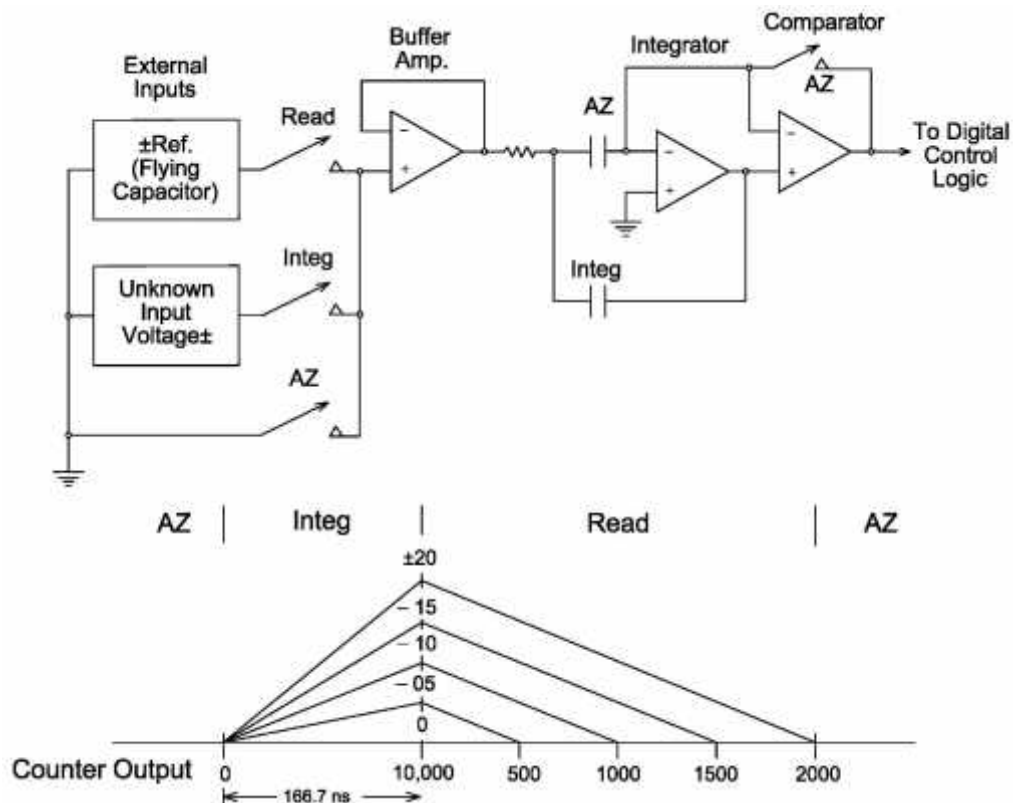 External
Inputs
±Ref.
(Flying
Capacitor)
Read
Buffer
Amp.
−
+
AZ
Integrator
Comparator
AZ
−
+
−
+
To Digital
Control
Logic
Unknown
Input
Voltage±
Integ
Integ
AZ
AZ
Integ
Read
AZ
±20
– 15
– 10
– 05
0
Counter Output
0
10,000
500
1000
1500
2000
166.7 ns